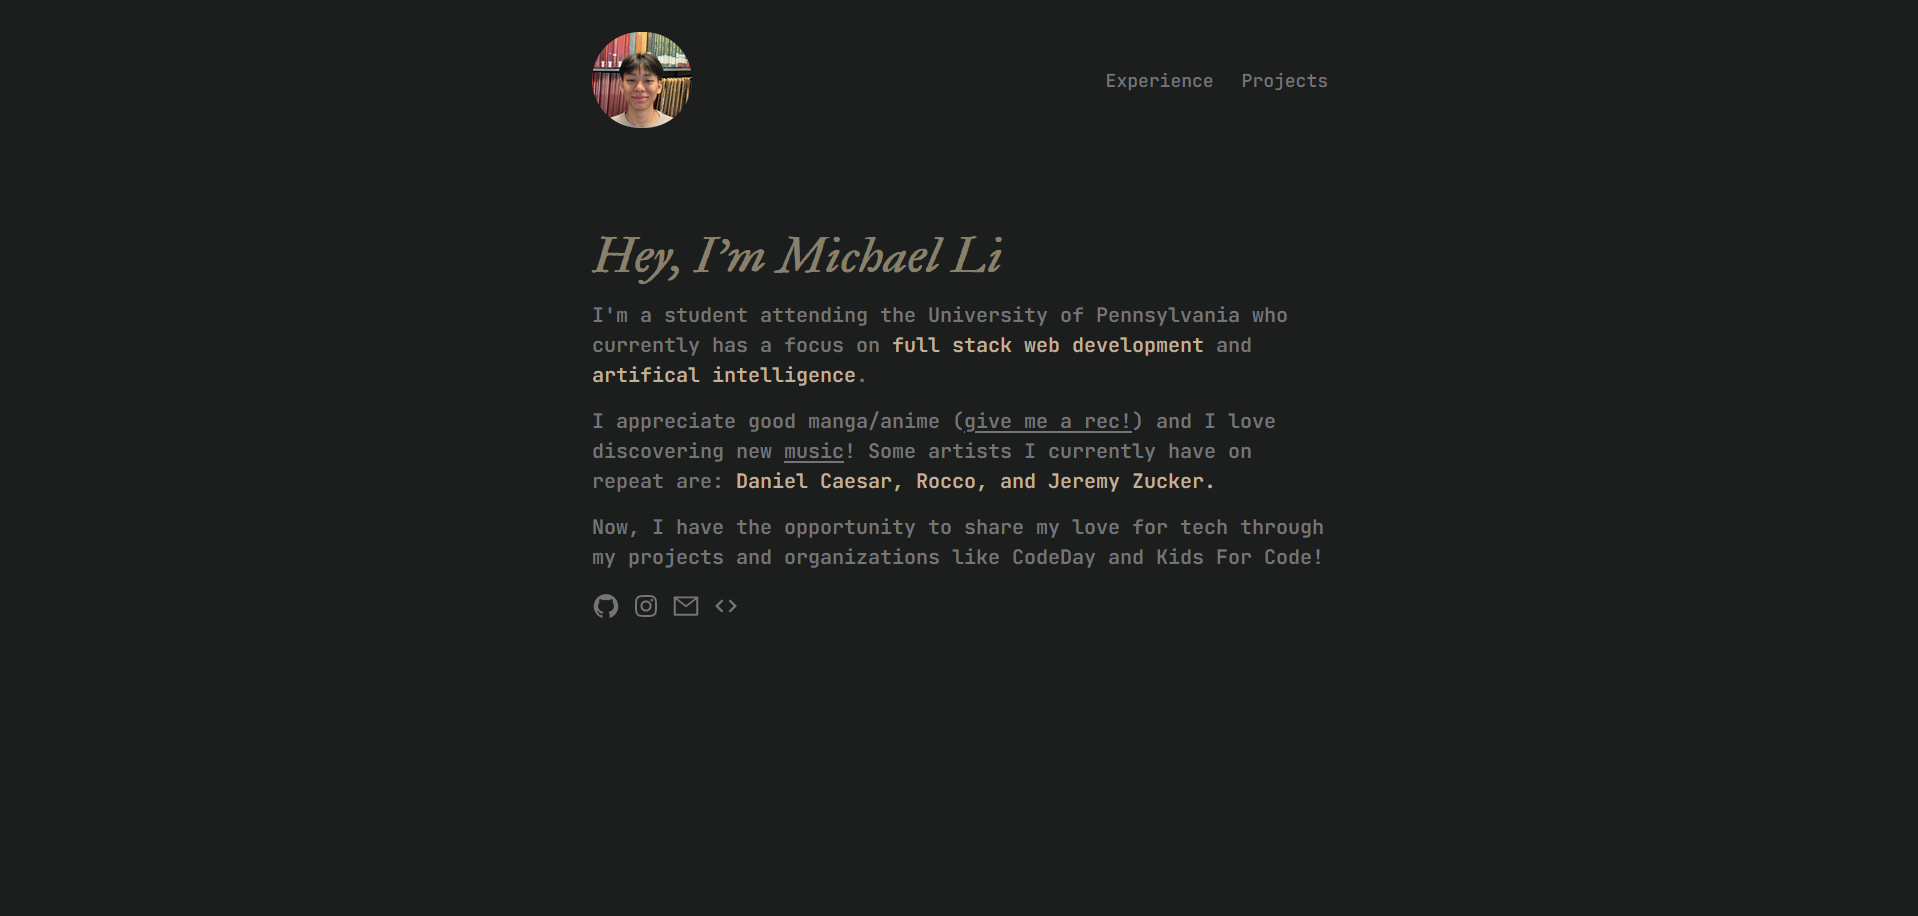 Experience Projects
Hey, I’m Michael Li
I'm a student attending the University of Pennsylvania who
currently has a focus on full stack web development and
artifical intelligence.
I appreciate good manga/anime (give me a rec!) and I love
discovering new music! Some artists I currently have on
repeat are: Daniel Caesar, Rocco, and Jeremy Zucker.
Now, I have the opportunity to share my love for tech through
my projects and organizations like CodeDay and Kids For Code!